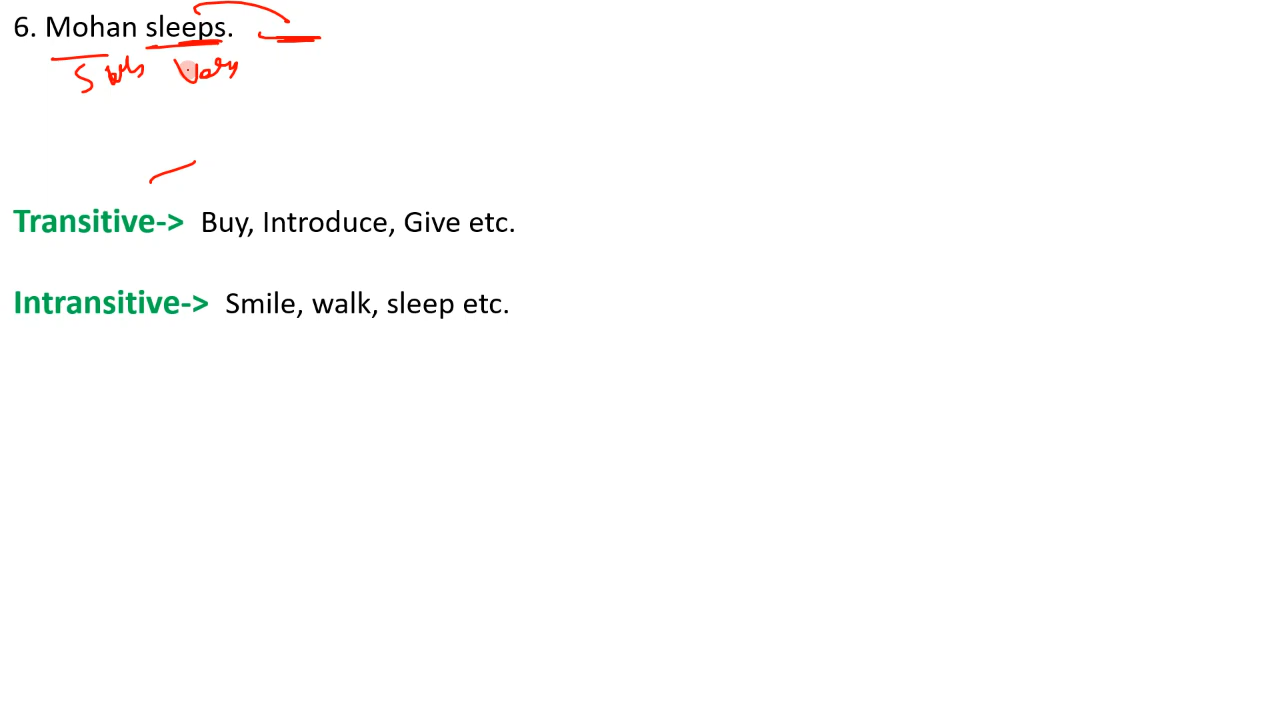 6. Mohan sleeps.
Transitive-> Buy, Introduce, Give etc.
Intransitive-> Smile, walk, sleep etc.